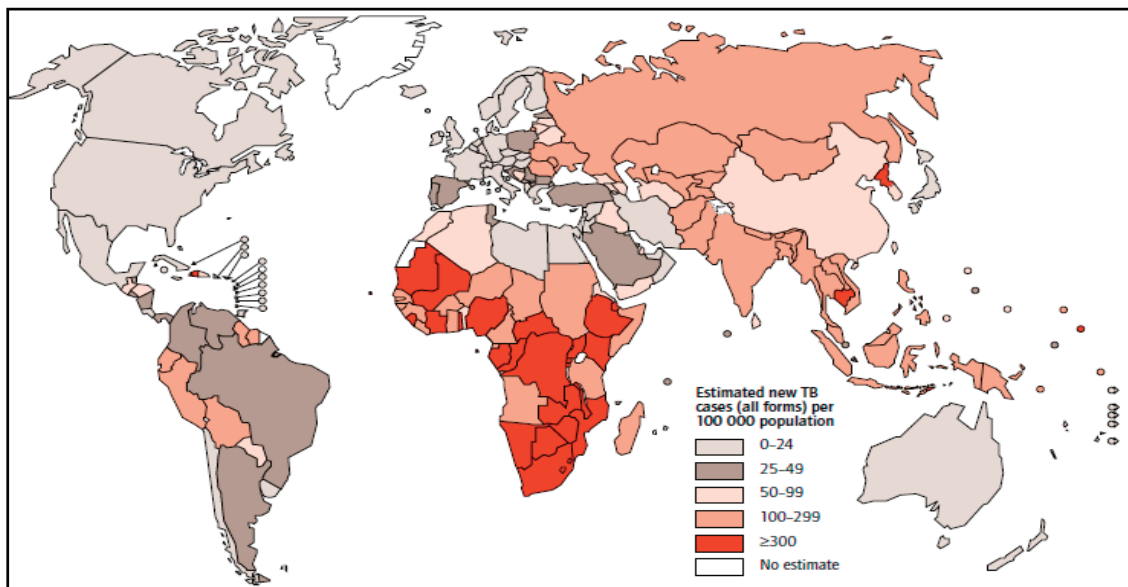 Estimated new TB
cases (all forms) per
100 000 population
0–24
25–49
50–99
100–299
≥300
No estimate